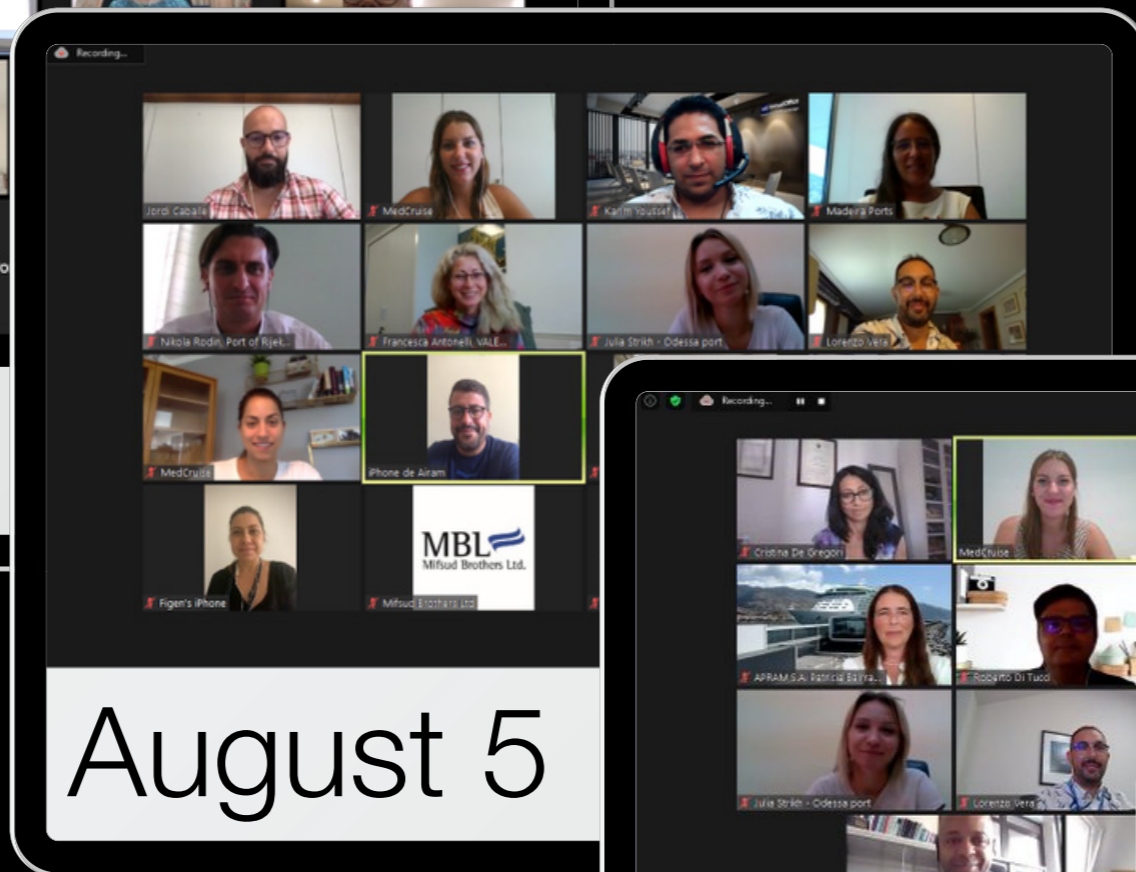 Recording...
Jordi Caballe
MedCruise
Karim Youssef
Madeira Ports
Nikola Rodin, Port of Rijek...
Francesca Antonelli, VALE...
Julia Strikh - Odessa port
Lorenzo Vera
MedCruise
iPhone de Airam
Figen's iPhone
MBL
Mifsud Brothers Ltd.
Mifsud Brothers Ltd
August 5
Recording...
Cristina De Gregori
MedCruise
APRAM,S.A. Patricia
Roberto Di Tucci
Julia Strikh - Odessa port
Lorenzo Vera